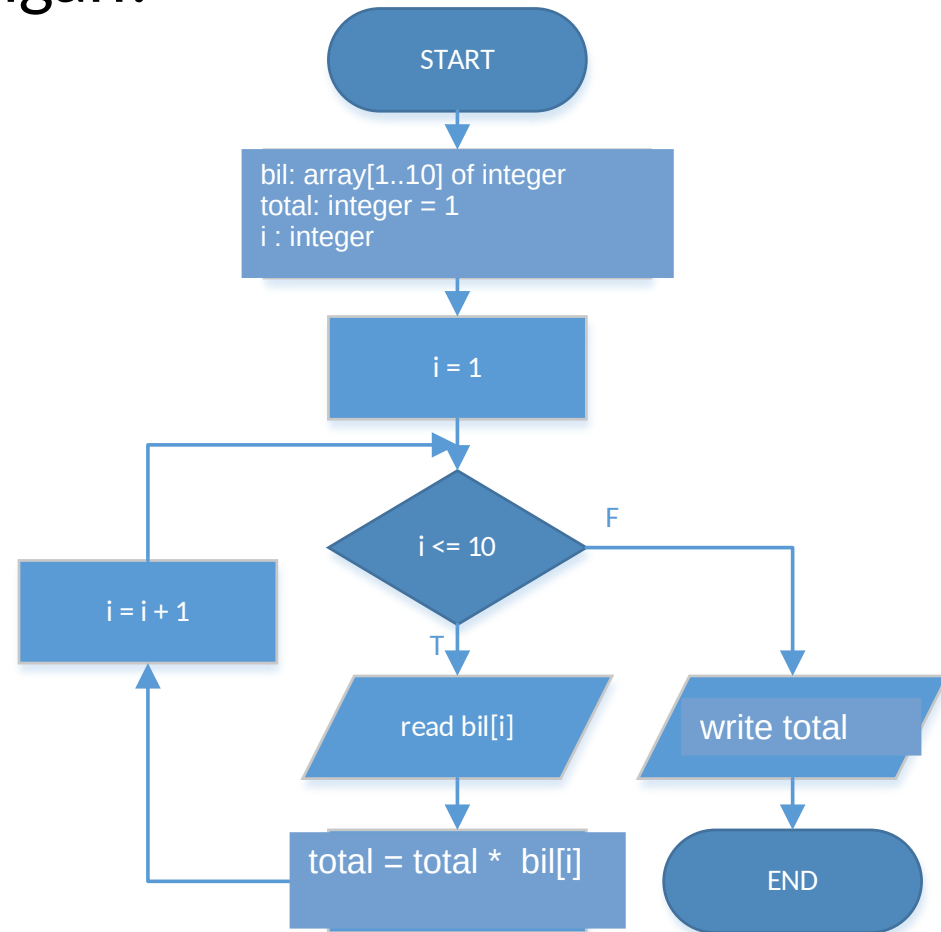 START
bil: array[1..10] of integer
total: integer = 1
i : integer
i = 1
i <= 10
F
i = i + 1
T
read bil[i]
write total
total = total * bil[i]
END